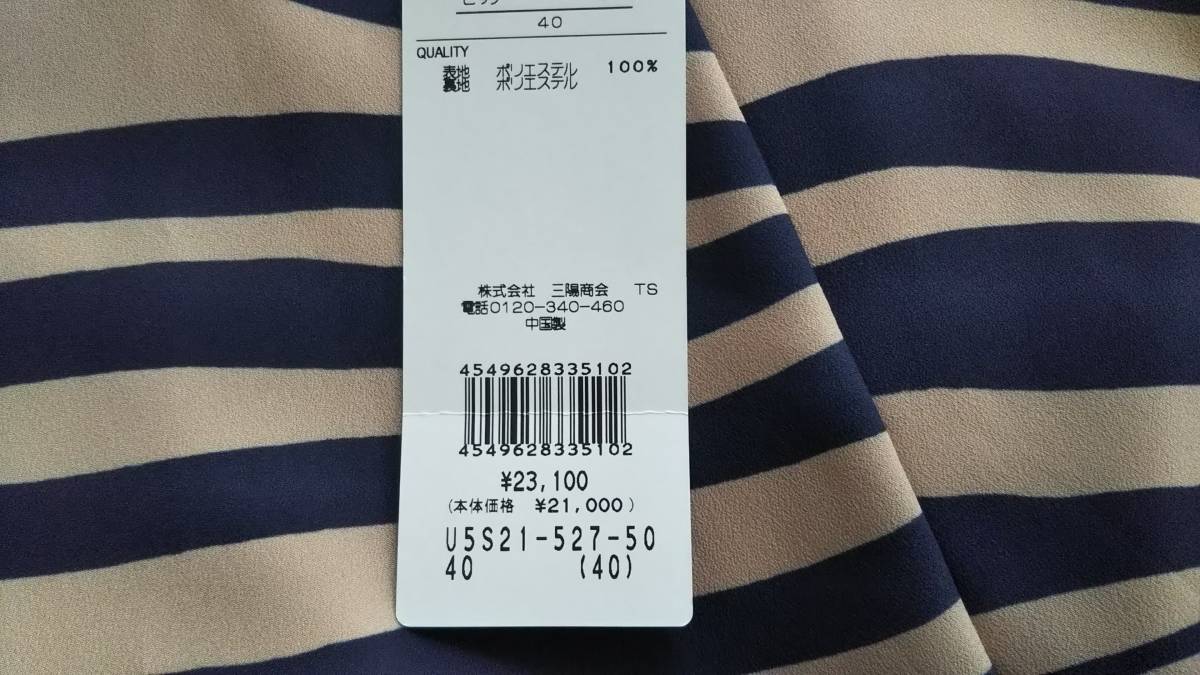 40
QUALITY
表地 ポリエステル 100%
裏地 ポリエステル
株式会社 三陽商会 TS
電話0120-340-460
中国製
4549628335102
4549628335102
¥23,100
(本体価格 ¥21,000)
U5S21-527-50
40 (40)